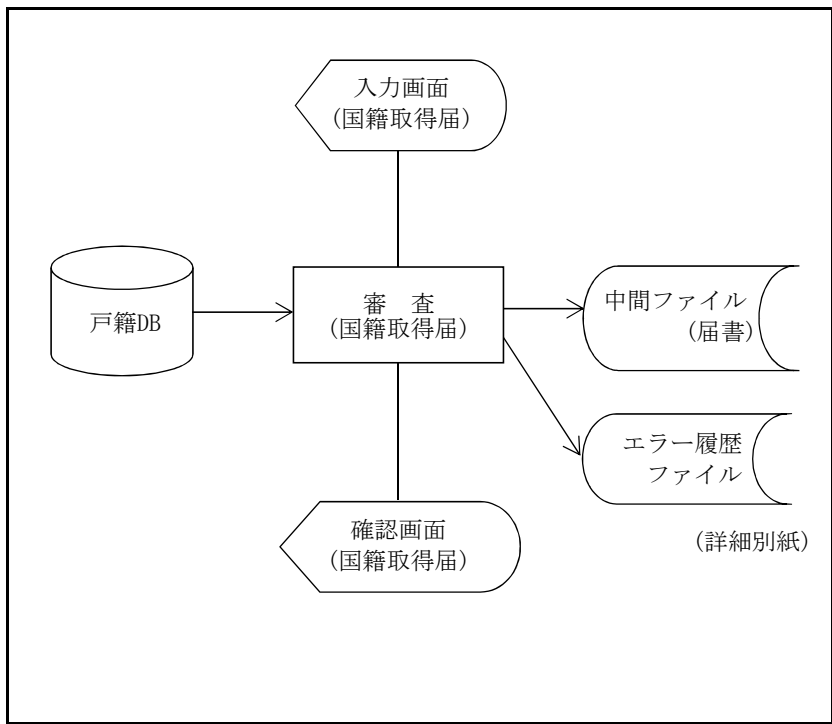 入力画面
(国籍取得届)
戸籍DB
審　査
(国籍取得届)
中間ファイル
(届書)
エラー履歴
ファイル
確認画面
(国籍取得届)
(詳細別紙)